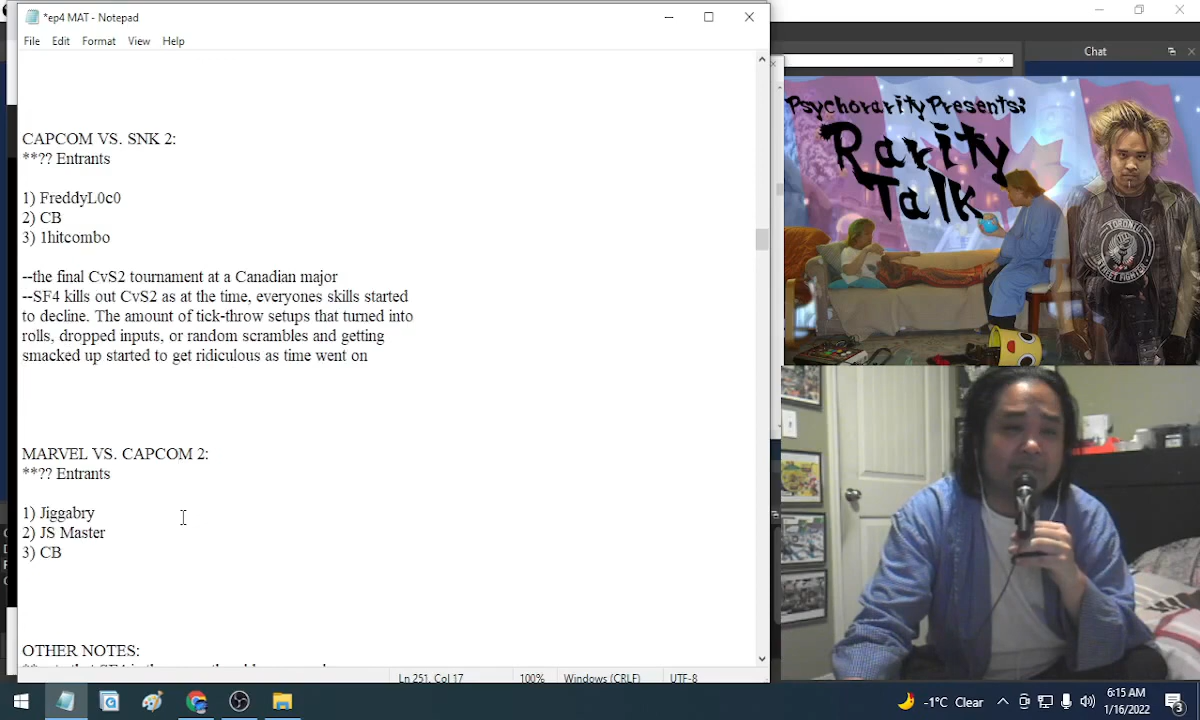 *ep4 MAT - Notepad
File Edit Format View Help
Chat
CAPCOM VS. SNK 2:
**?? Entrants
1) FreddyL0c0
2) CB
3) 1hitcombo
--the final CvS2 tournament at a Canadian major
--SF4 kills out CvS2 as at the time, everyones skills started
to decline. The amount of tick-throw setups that turned into
rolls, dropped inputs, or random scrambles and getting
smacked up started to get ridiculous as time went on
MARVEL VS. CAPCOM 2:
**?? Entrants
1) Jiggabry
2) JS Master
3) CB
OTHER NOTES:
Ln 251, Col 17 100% Windows (CRLF) UTF-8
PsychorarityPresents:
Rarity
Talk
TORONTO
STREET FIGHTER
-1°C Clear
6:15 AM
1/16/2022
3